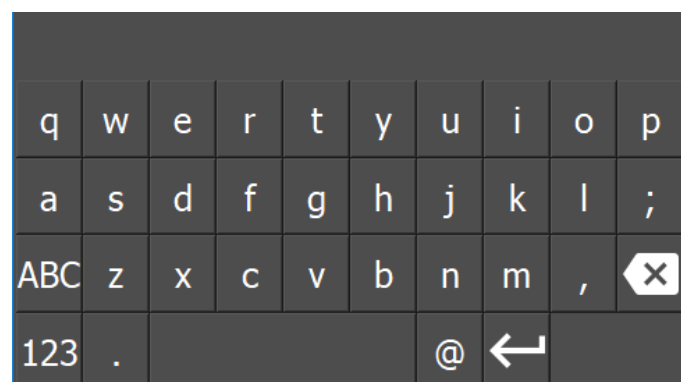 q w e r t y u i o p
a s d f g h j k l ;
ABC z x c v b n m ,
123 . @